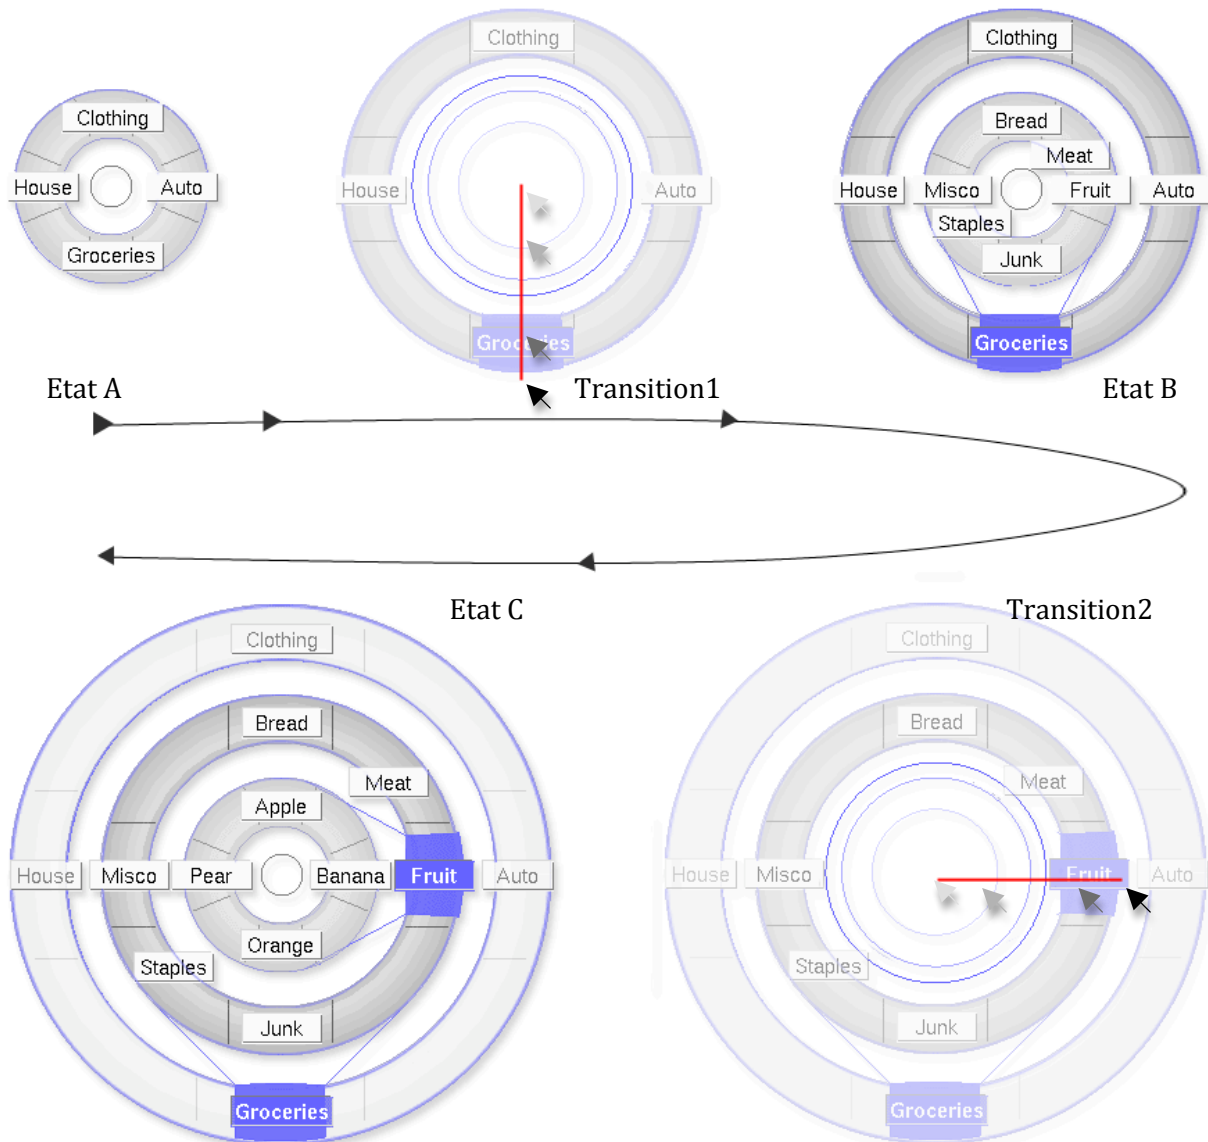 Clothing
House
Auto
Groceries
Etat A
Clothing
House
Auto
Groceries
Transition1
Clothing
Bread
Meat
House
Misco
Fruit
Auto
Staples
Junk
Groceries
Etat B
Etat C
Clothing
Bread
Meat
Apple
House
Misco
Pear
Banana
Fruit
Auto
Orange
Staples
Junk
Groceries
Transition2
Clothing
Bread
Meat
House
Misco
Fruit
Auto
Staples
Junk
Groceries